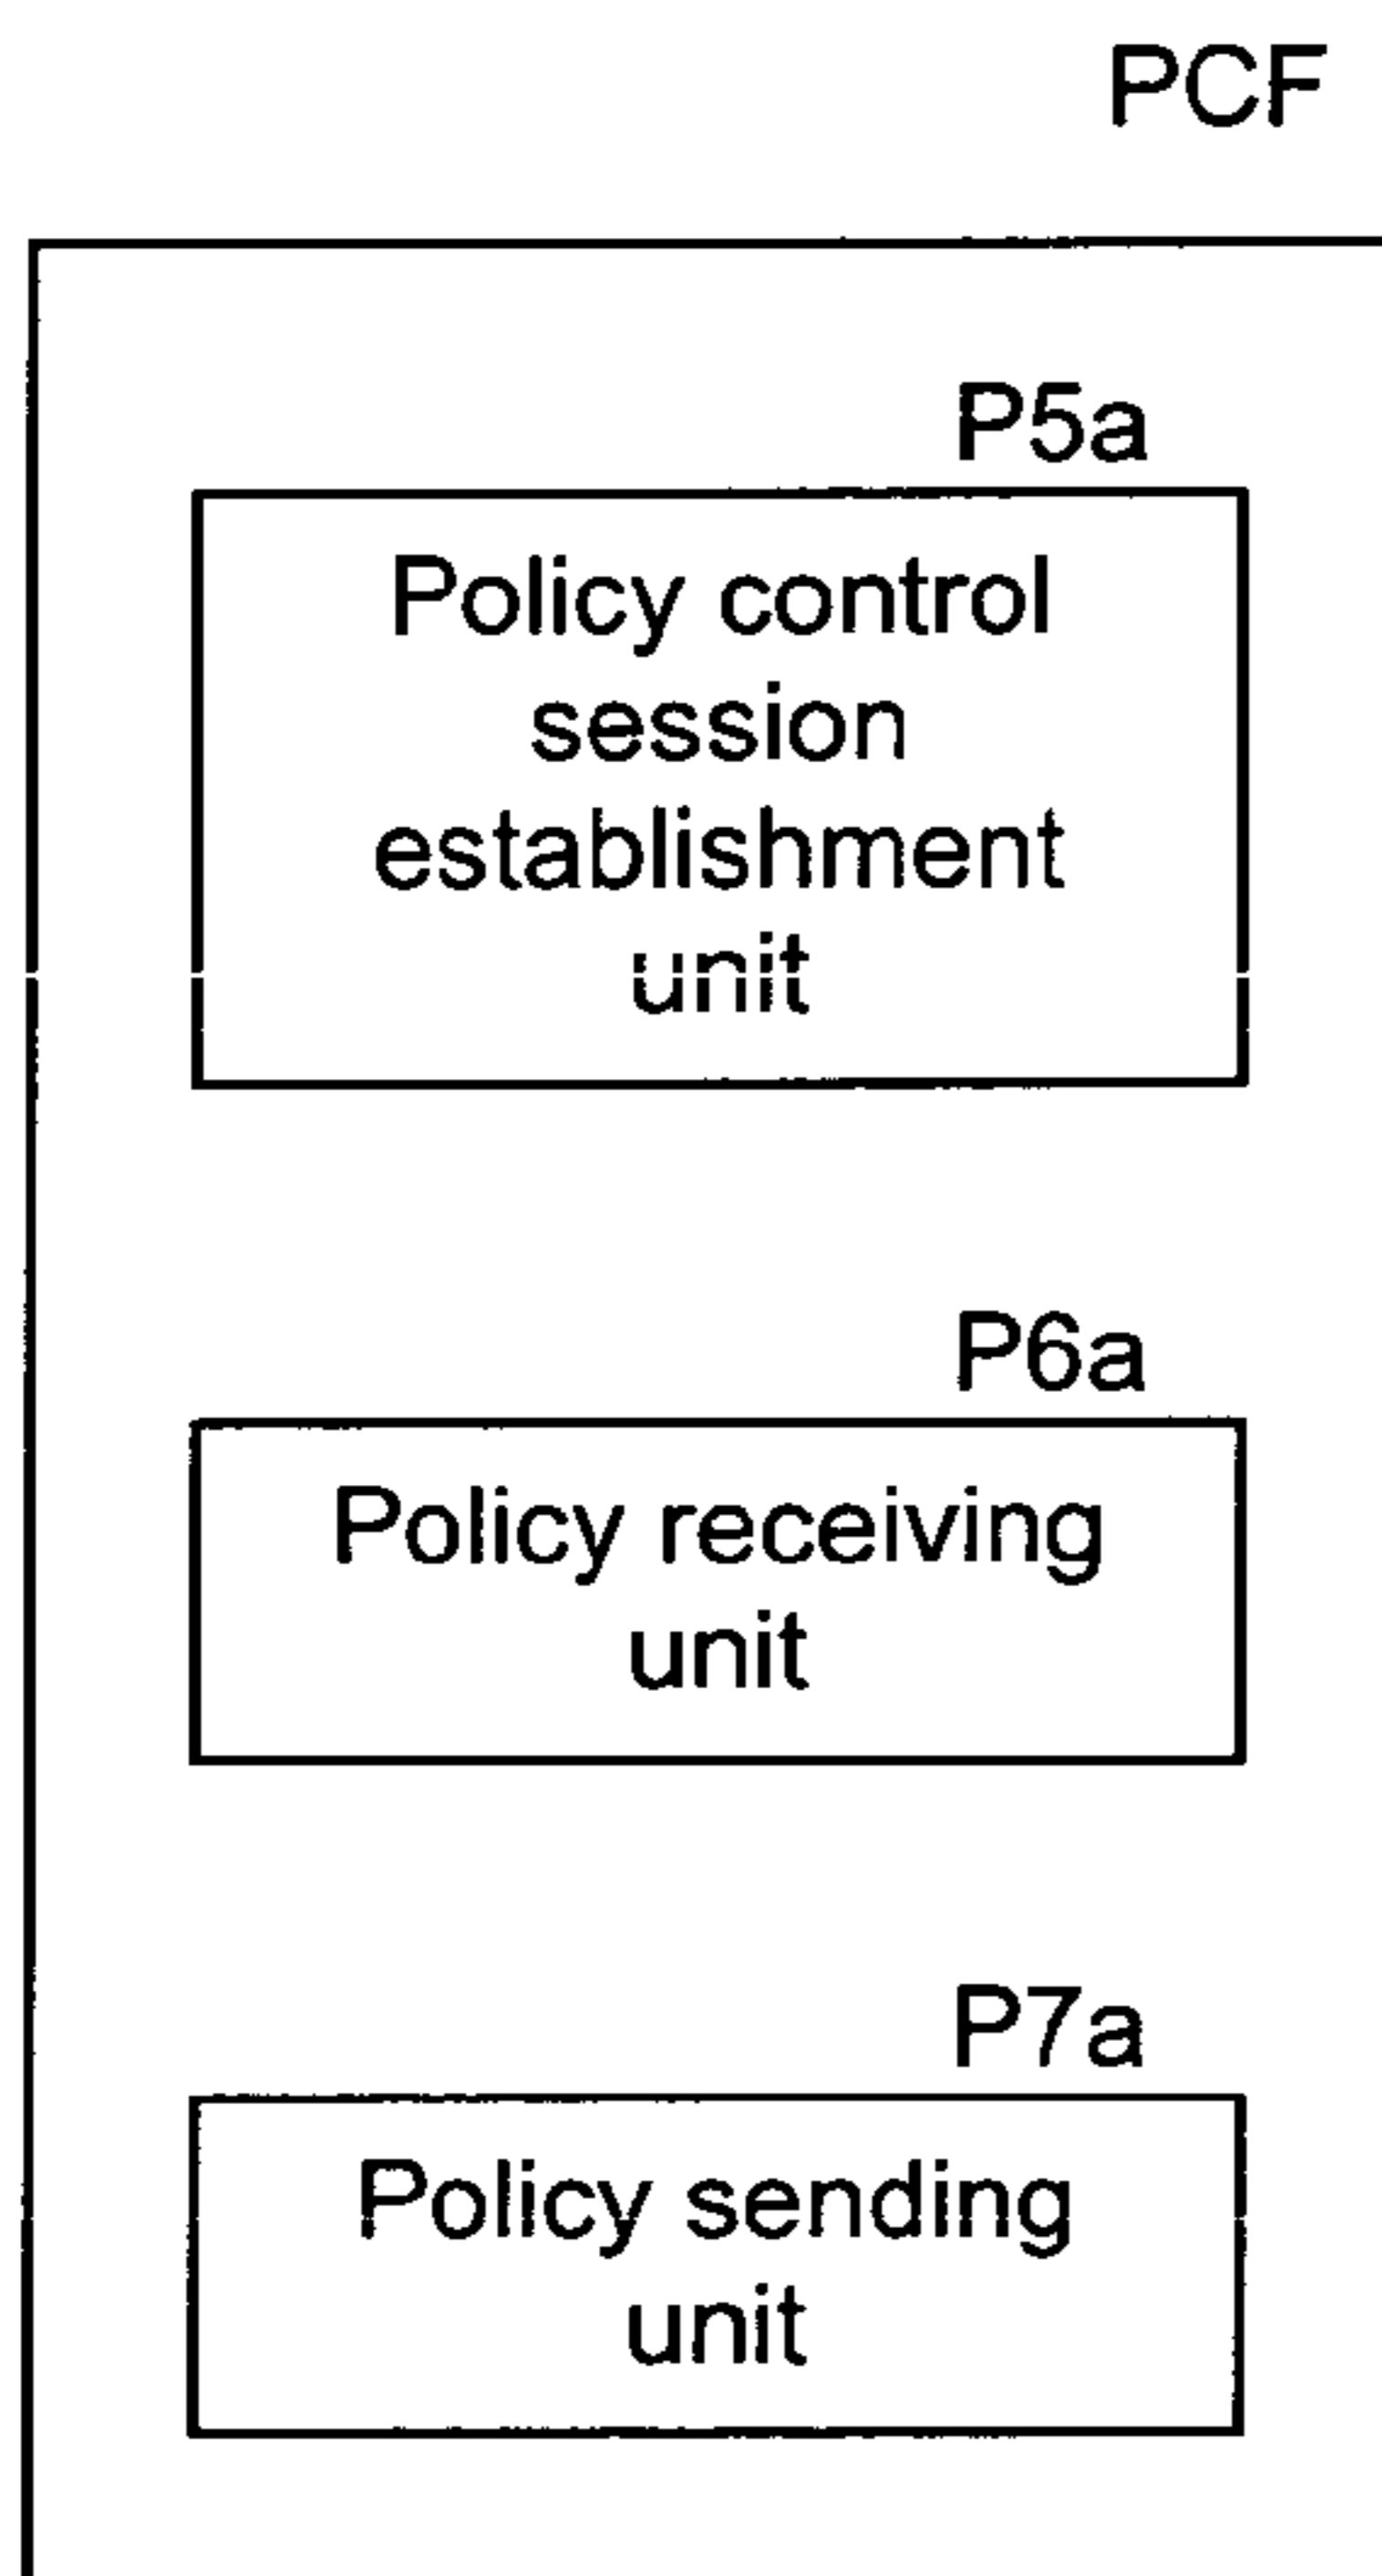 PCF
P5a
Policy control
session
establishment
unit
P6a
Policy receiving
unit
P7a
Policy sending
unit